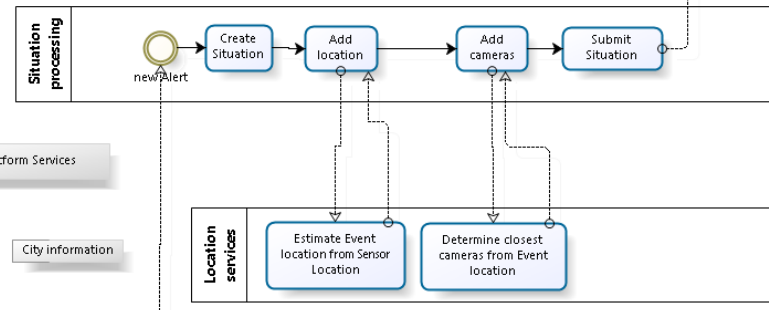 Situation
processing
new Alert
Create
Situation
Add
location
Add
cameras
Submit
Situation
Services
City information
Location
services
Estimate Event
location from Sensor
Location
Determine closest
cameras from Event
location